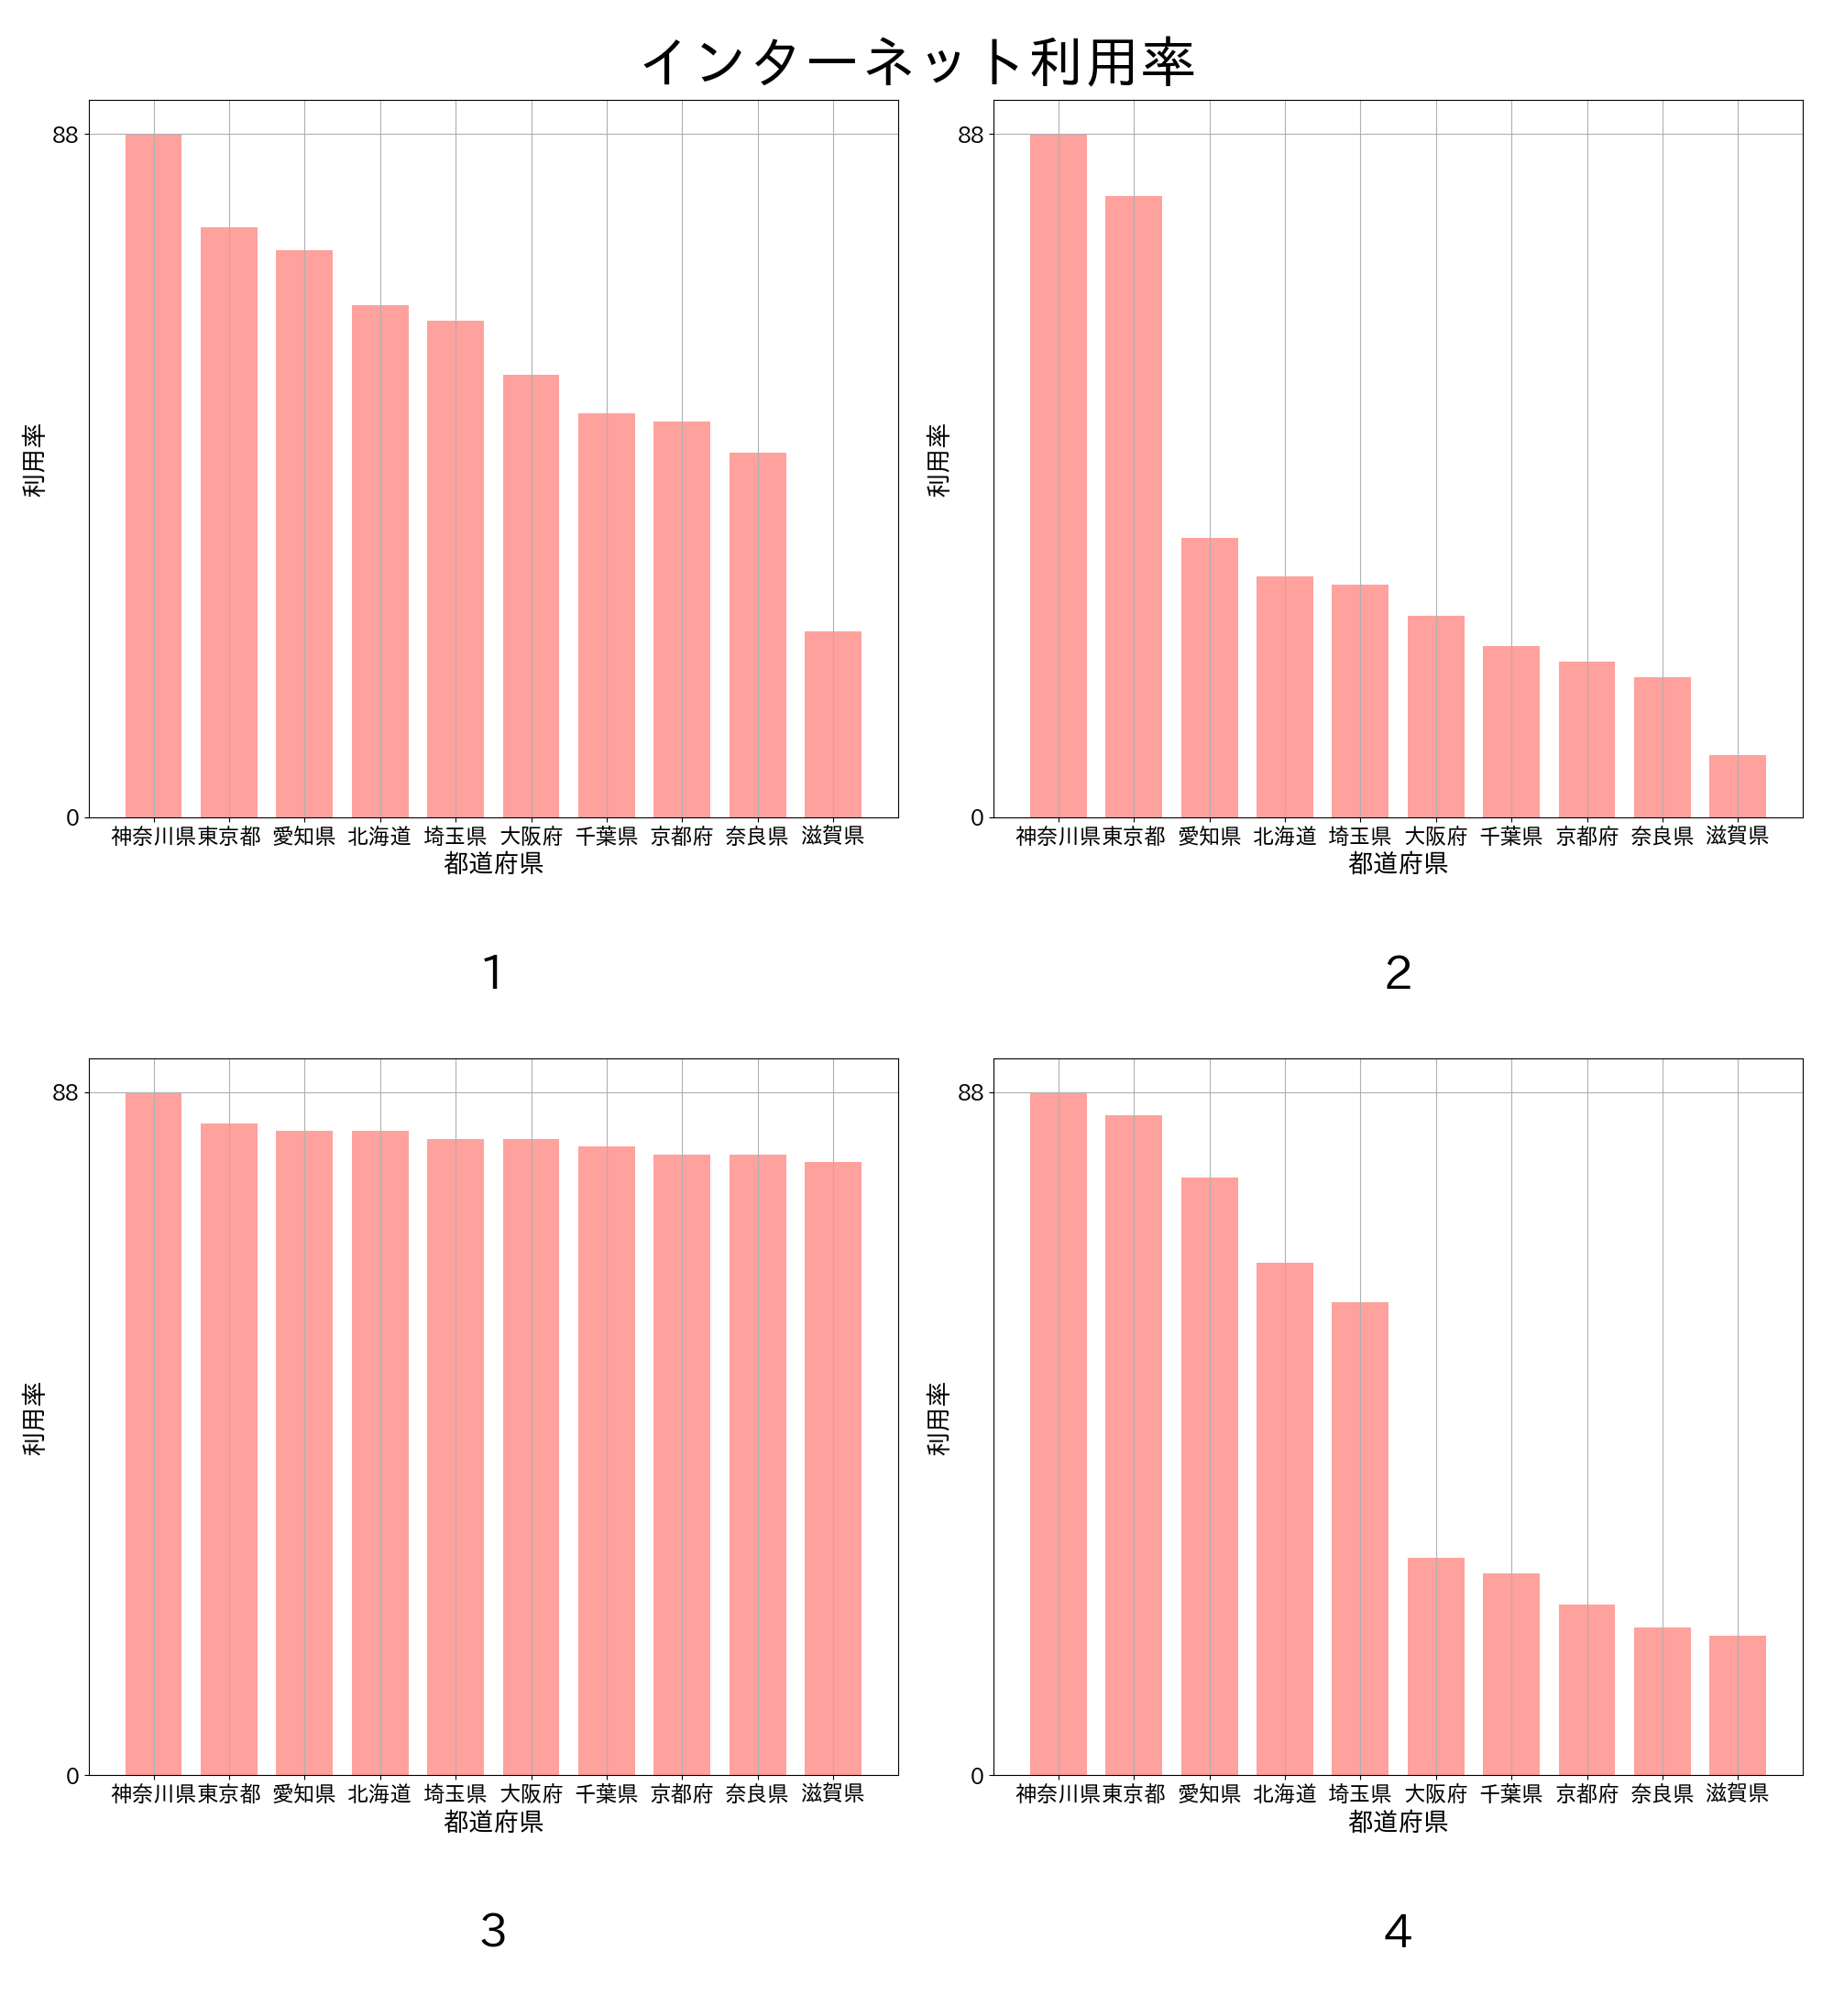 インターネット利用率
88
0
利用率
神奈川県 東京都 愛知県 北海道 埼玉県 大阪府 千葉県 京都府 奈良県 滋賀県
都道府県
1
88
0
利用率
神奈川県 東京都 愛知県 北海道 埼玉県 大阪府 千葉県 京都府 奈良県 滋賀県
都道府県
2
88
0
利用率
神奈川県 東京都 愛知県 北海道 埼玉県 大阪府 千葉県 京都府 奈良県 滋賀県
都道府県
3
88
0
利用率
神奈川県 東京都 愛知県 北海道 埼玉県 大阪府 千葉県 京都府 奈良県 滋賀県
都道府県
4